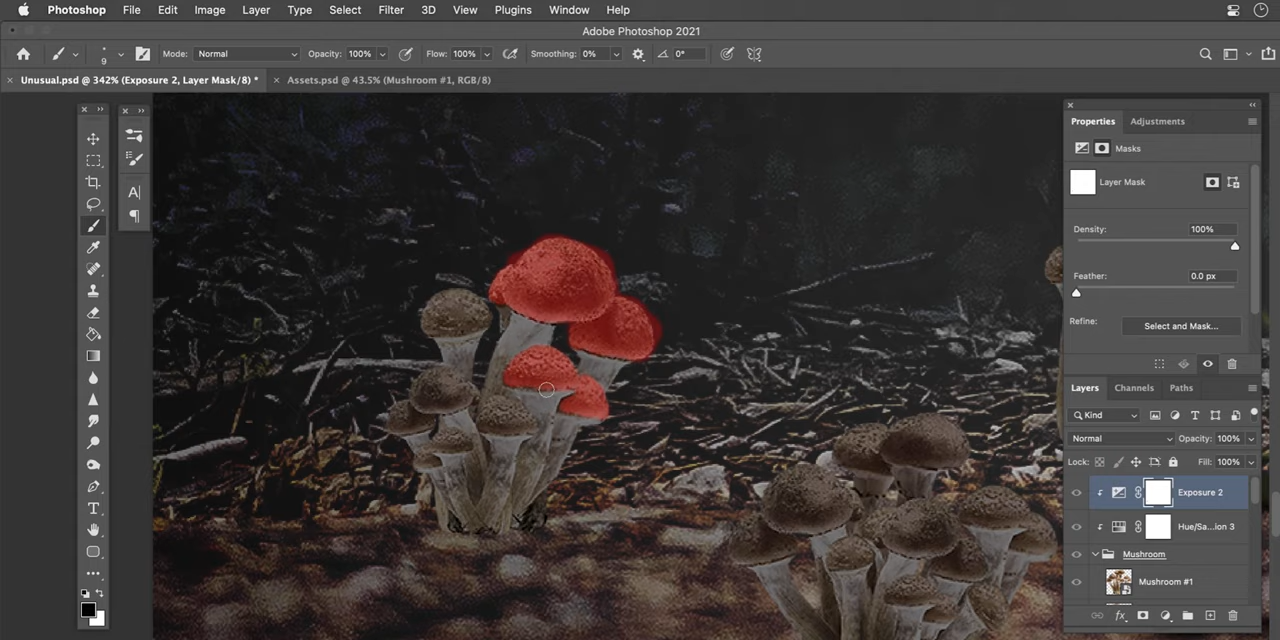 Photoshop File Edit Image Layer Type Select Filter 3D View Plugins Window Help
Adobe Photoshop 2021
9 Mode: Normal Opacity: 100% Flow: 100% Smoothing: 0% 0°
Unusual.psd @ 342% (Exposure 2, Layer Mask/8) * Assets.psd @ 43.5% (Mushroom #1, RGB/8)
Properties Adjustments
Masks
Layer Mask
Density: 100%
Feather: 0.0 px
Refine: Select and Mask...
Layers Channels Paths
Kind
Normal Opacity: 100%
Lock: Fill: 100%
Exposure 2
Hue/Sa...ion 3
Mushroom
Mushroom #1